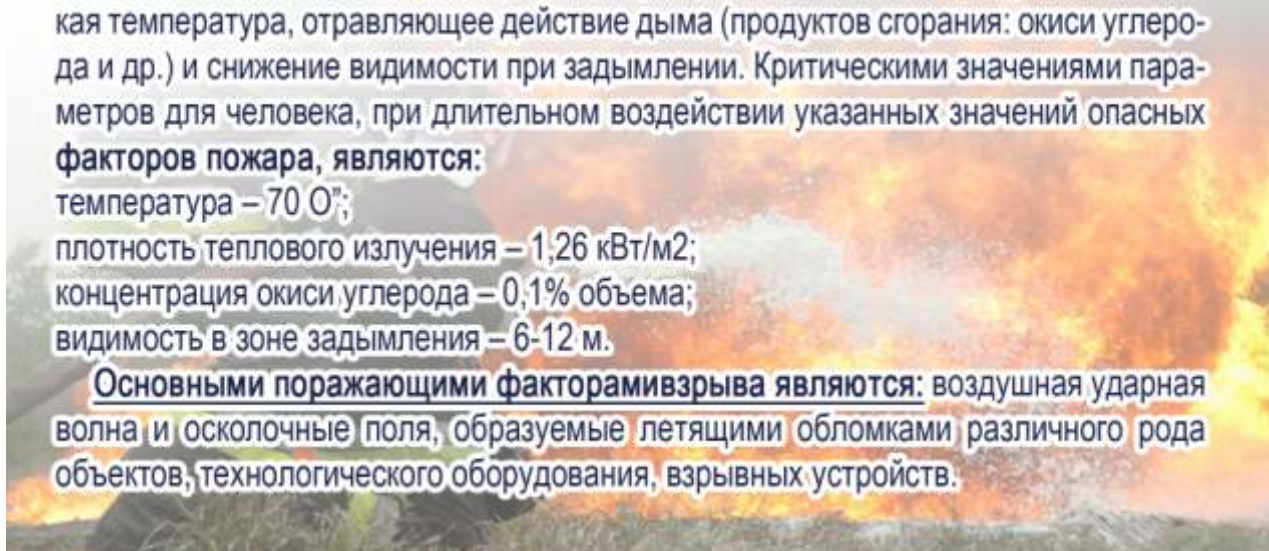 кая температура, отравляющее действие дыма (продуктов сгорания: окиси углеро-
да и др.) и снижение видимости при задымлении. Критическими значениями пара-
метров для человека, при длительном воздействии указанных значений опасных
факторов пожара, являются:
температура – 70 О”;
плотность теплового излучения – 1,26 кВт/м2;
концентрация окиси углерода – 0,1% объема;
видимость в зоне задымления – 6-12 м.
Основными поражающими факторамивзрыва являются: воздушная ударная
волна и осколочные поля, образуемые летящими обломками различного рода
объектов, технологического оборудования, взрывных устройств.